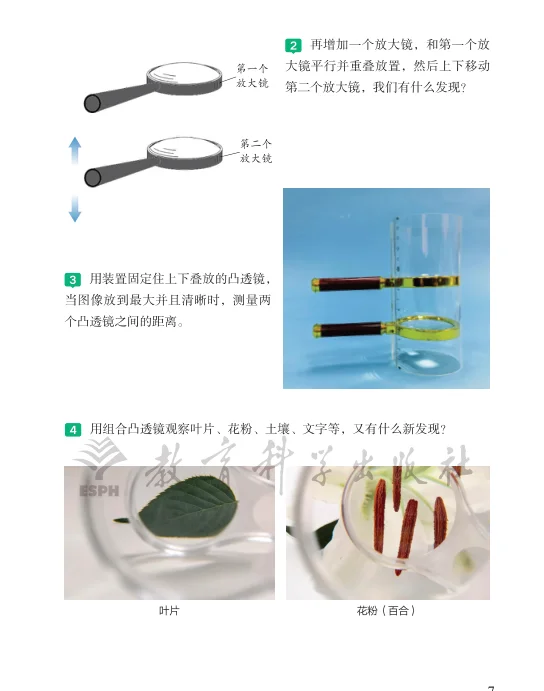 第一个
放大镜
2 再增加一个放大镜，和第一个放
大镜平行并重叠放置，然后上下移动
第二个放大镜，我们有什么发现？
第二个
放大镜
3 用装置固定住上下叠放的凸透镜，
当图像放到最大并且清晰时，测量两
个凸透镜之间的距离。
4 用组合凸透镜观察叶片、花粉、土壤、文字等，又有什么新发现？
ESPH
教育科学出版社
叶片
花粉（百合）
7